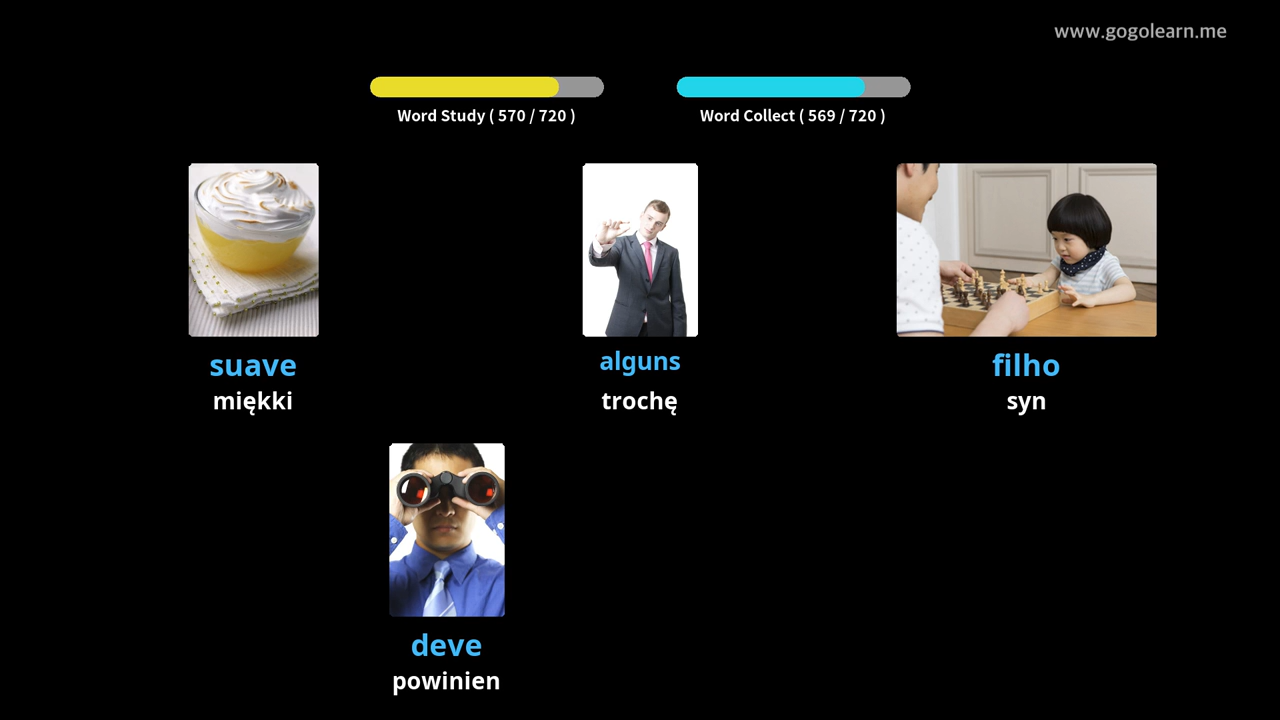 www.gogolearn.me
Word Study ( 570 / 720 )
Word Collect ( 569 / 720 )
suave
miękki
alguns
trochę
filho
syn
deve
powinien